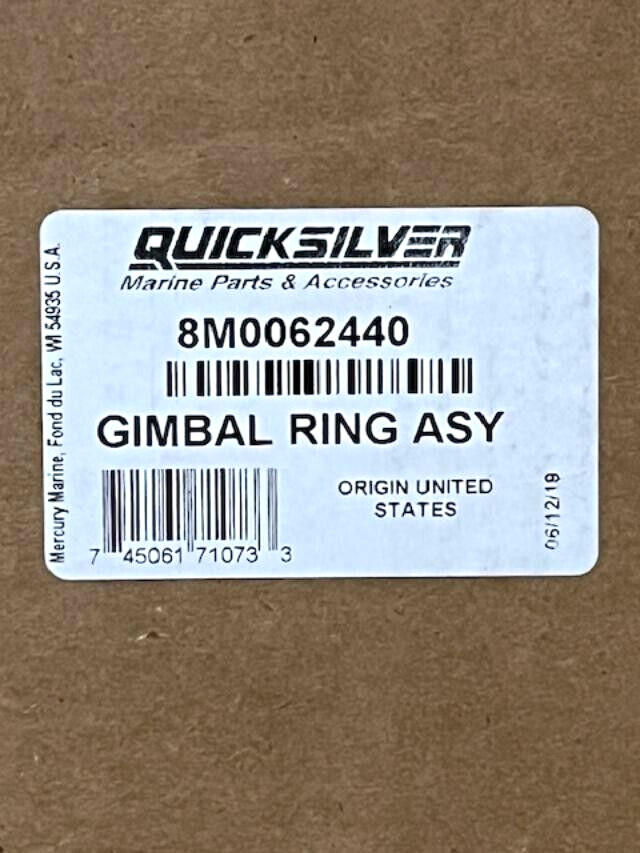 QUICKSILVER
Marine Parts & Accessories
8M0062440
GIMBAL RING ASY
7 45061 71073 3
ORIGIN UNITED
STATES
06/12/19
Mercury Marine, Fond du Lac, WI 54935 U.S.A.